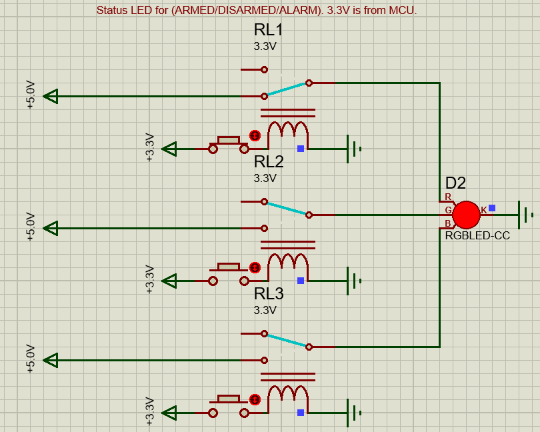 Status LED for (ARMED/DISARMED/ALARM). 3.3V is from MCU.
RL1
3.3V
+5.0V
+3.3V
RL2
3.3V
+5.0V
+3.3V
D2
R
G
B
K
RGBLED-CC
RL3
3.3V
+5.0V
+3.3V